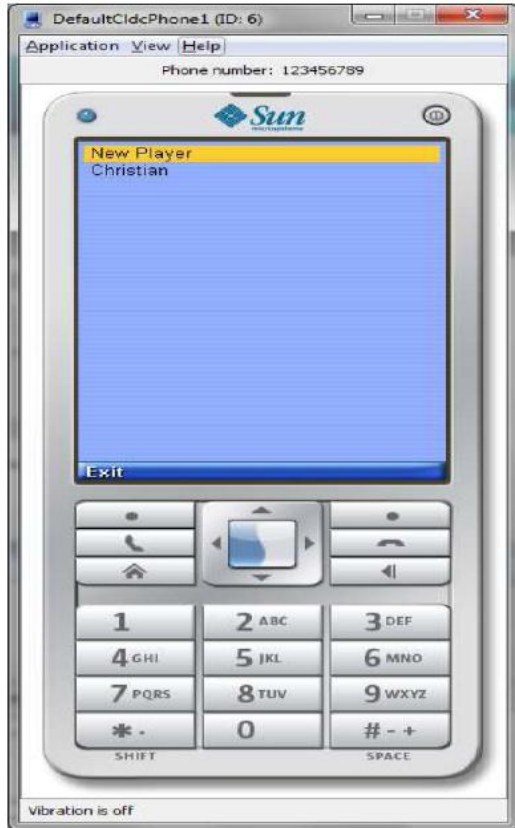 DefaultCldcPhone1 (ID: 6)
Application View Help
Phone number: 123456789
Sun
microsystems
New Player
Christian
Exit
1 2 ABC 3 DEF
4 GHI 5 JKL 6 MNO
7 PQRS 8 TUV 9 WXYZ
* . 0 # - +
SHIFT SPACE
Vibration is off